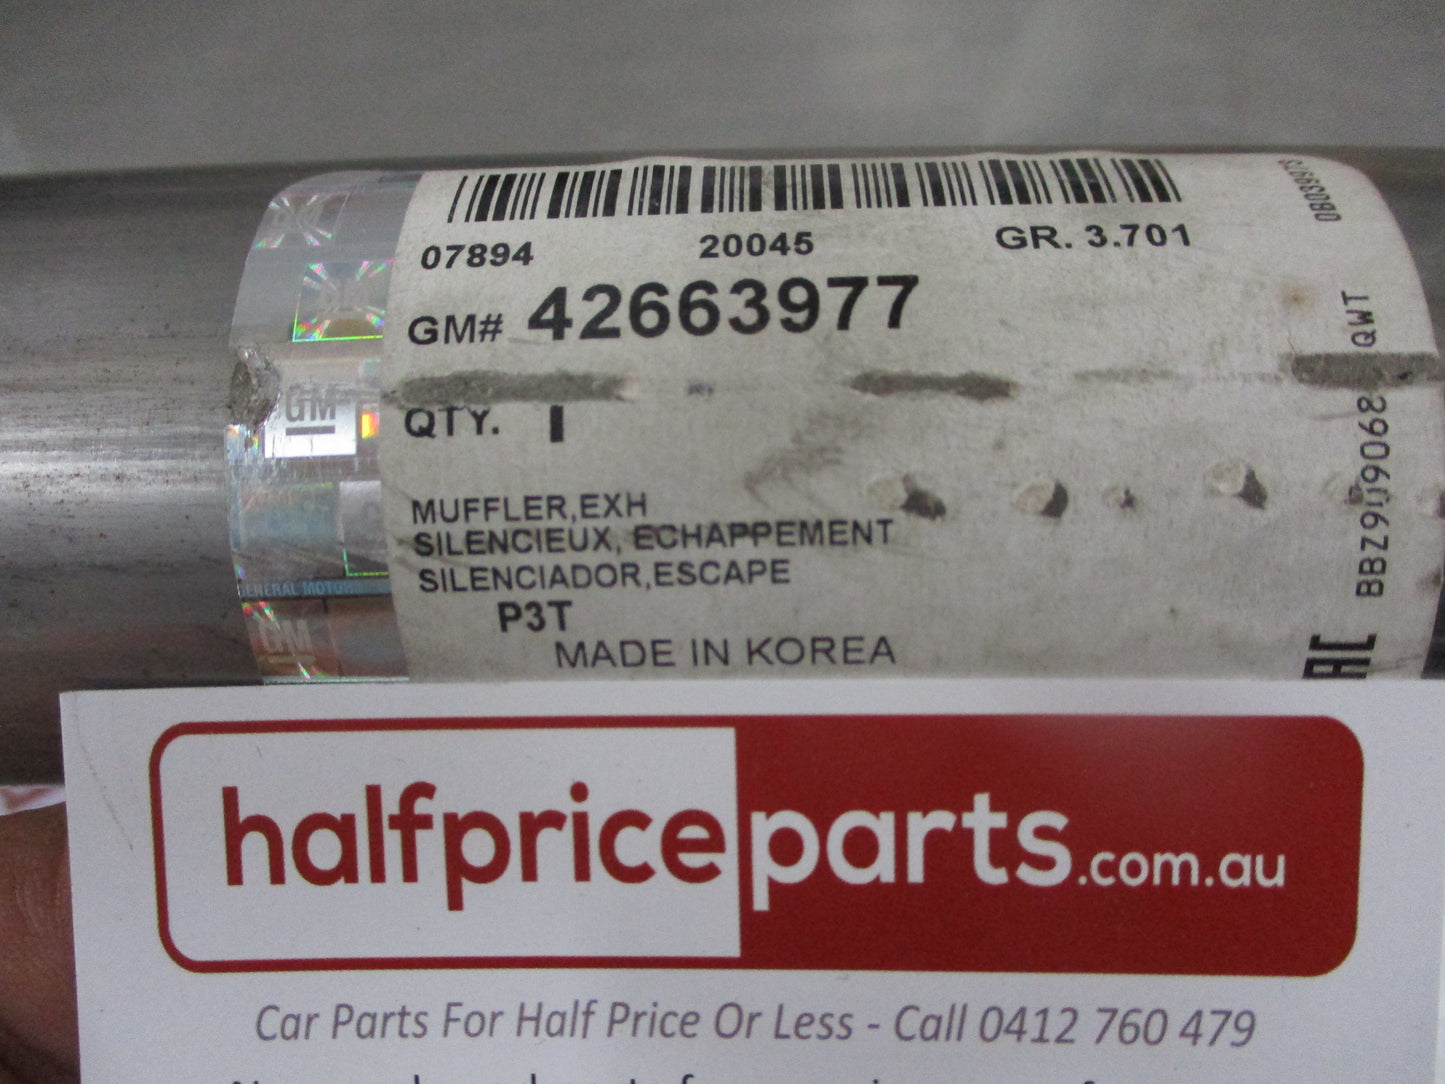 07894 20045 GR. 3.701
GM# 42663977
QTY. 1
MUFFLER,EXH
SILENCIEUX, ECHAPPEMENT
SILENCIADOR,ESCAPE
P3T
MADE IN KOREA
QWT
GM
GENERAL MOTORS
GM
halfpriceparts.com.au
Car Parts For Half Price Or Less - Call 0412 760 479